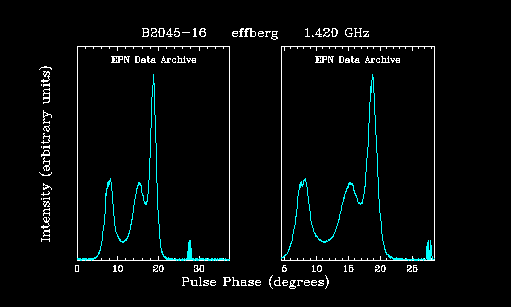 B2045-16 effberg 1.420 GHz
EPN Data Archive EPN Data Archive
Intensity (arbitrary units)
0 10 20 30 5 10 15 20 25
Pulse Phase (degrees)